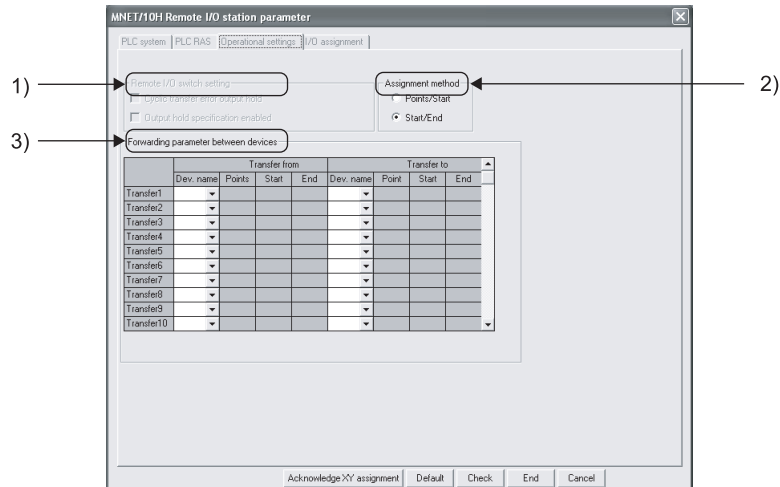 MNET/10H Remote I/O station parameter
PLC system PLC RAS Operational settings I/O assignment
1)
Remote I/O switch setting
Cyclic transfer error output hold
Output hold specification enabled
Assignment method
Points/Start
Start/End
2)
3)
Forwarding parameter between devices
Transfer from Transfer to
Dev. name Points Start End Dev. name Point Start End
Transfer1
Transfer2
Transfer3
Transfer4
Transfer5
Transfer6
Transfer7
Transfer8
Transfer9
Transfer10
Acknowledge XY assignment Default Check End Cancel